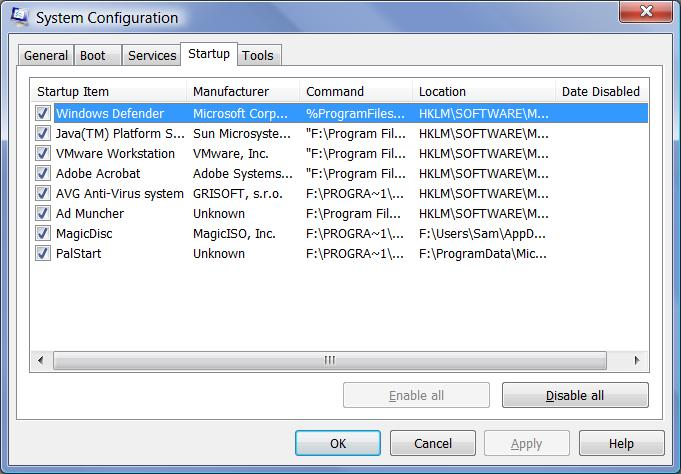 System Configuration
General Boot Services Startup Tools
Startup Item Manufacturer Command Location Date Disabled
Windows Defender Microsoft Corp... %ProgramFiles... HKLM\SOFTWARE\M...
Java(TM) Platform S... Sun Microsyste... "F:\Program Fil... HKLM\SOFTWARE\M...
VMware Workstation VMware, Inc. "F:\Program Fil... HKLM\SOFTWARE\M...
Adobe Acrobat Adobe Systems... "F:\Program Fil... HKLM\SOFTWARE\M...
AVG Anti-Virus system GRISOFT, s.r.o. F:\PROGRA~1\... HKLM\SOFTWARE\M...
Ad Muncher Unknown F:\Program Fil... HKLM\SOFTWARE\M...
MagicDisc MagicISO, Inc. F:\PROGRA~1\... F:\Users\Sam\AppD...
PalStart Unknown F:\PROGRA~1\... F:\ProgramData\Mic...
Enable all Disable all
OK Cancel Apply Help